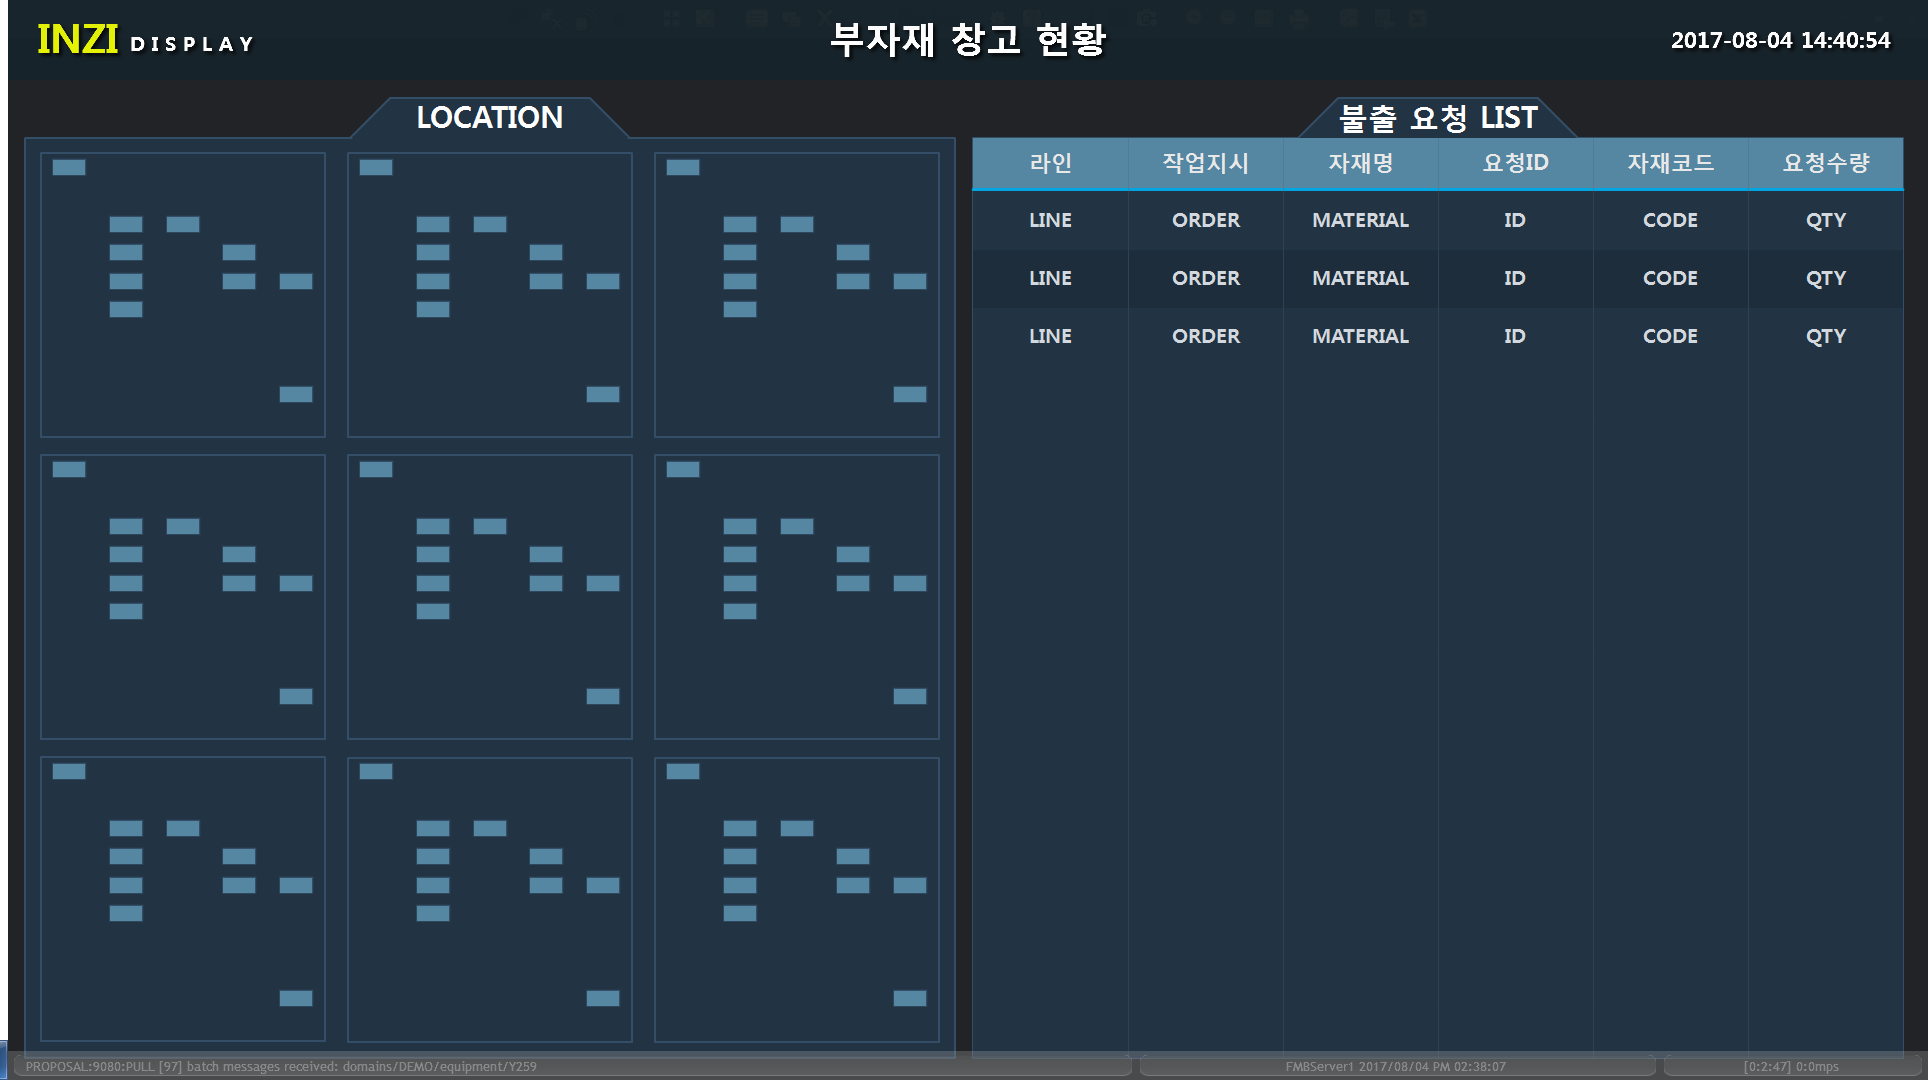 INZI DISPLAY
부자재 창고 현황
2017-08-04 14:40:54
LOCATION
불출 요청 LIST
라인 작업지시 자재명 요청ID 자재코드 요청수량
LINE ORDER MATERIAL ID CODE QTY
LINE ORDER MATERIAL ID CODE QTY
LINE ORDER MATERIAL ID CODE QTY
PROPOSAL:9080:PULL [97] batch messages received: domains/DEMO/equipment/Y259
FMBServer1 2017/08/04 PM 02:38:07
[0:2:47] 0:0mps